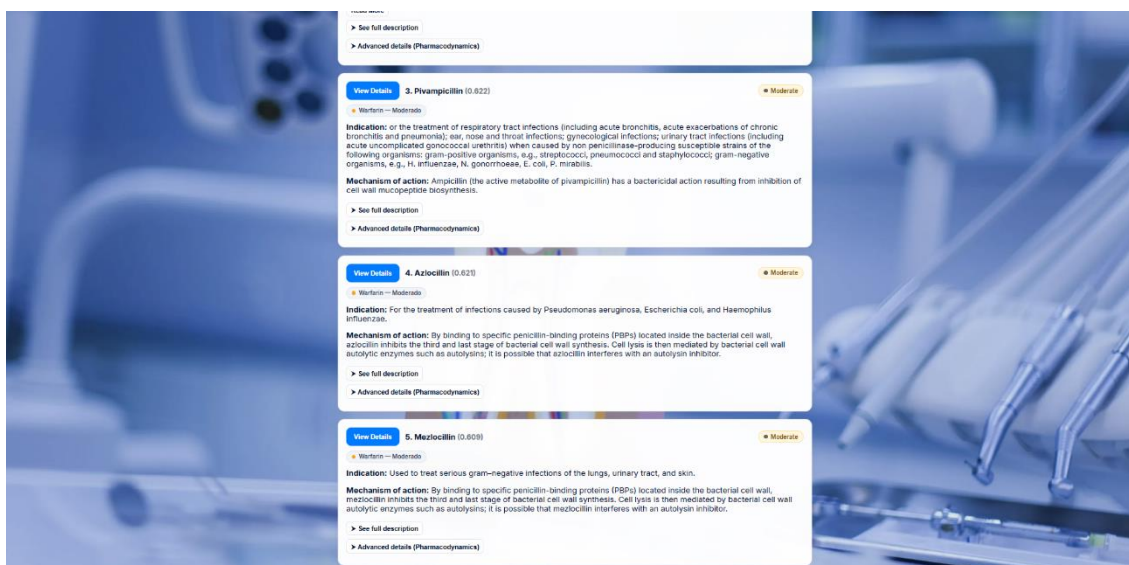 Read More
➤ See full description
➤ Advanced details (Pharmacodynamics)
View Details 3. Pivampicillin (0.622) Moderate
Warfarin — Moderado
Indication: or the treatment of respiratory tract infections (including acute bronchitis, acute exacerbations of chronic
bronchitis and pneumonia); ear, nose and throat infections; gynecological infections; urinary tract infections (including
acute uncomplicated gonococcal urethritis) when caused by non penicillinase-producing susceptible strains of the
following organisms: gram-positive organisms, e.g., streptococci, pneumococci and staphylococci; gram-negative
organisms, e.g., H. influenzae, N. gonorrhoeae, E. coli, P. mirabilis.
Mechanism of action: Ampicillin (the active metabolite of pivampicillin) has a bactericidal action resulting from inhibition of
cell wall mucopeptide biosynthesis.
➤ See full description
➤ Advanced details (Pharmacodynamics)
View Details 4. Azlocillin (0.621) Moderate
Warfarin — Moderado
Indication: For the treatment of infections caused by Pseudomonas aeruginosa, Escherichia coli, and Haemophilus
influenzae.
Mechanism of action: By binding to specific penicillin-binding proteins (PBPs) located inside the bacterial cell wall,
azlocillin inhibits the third and last stage of bacterial cell wall synthesis. Cell lysis is then mediated by bacterial cell wall
autolytic enzymes such as autolysins; it is possible that azlocillin interferes with an autolysin inhibitor.
➤ See full description
➤ Advanced details (Pharmacodynamics)
View Details 5. Mezlocillin (0.609) Moderate
Warfarin — Moderado
Indication: Used to treat serious gram–negative infections of the lungs, urinary tract, and skin.
Mechanism of action: By binding to specific penicillin-binding proteins (PBPs) located inside the bacterial cell wall,
mezlocillin inhibits the third and last stage of bacterial cell wall synthesis. Cell lysis is then mediated by bacterial cell wall
autolytic enzymes such as autolysins; it is possible that mezlocillin interferes with an autolysin inhibitor.
➤ See full description
➤ Advanced details (Pharmacodynamics)